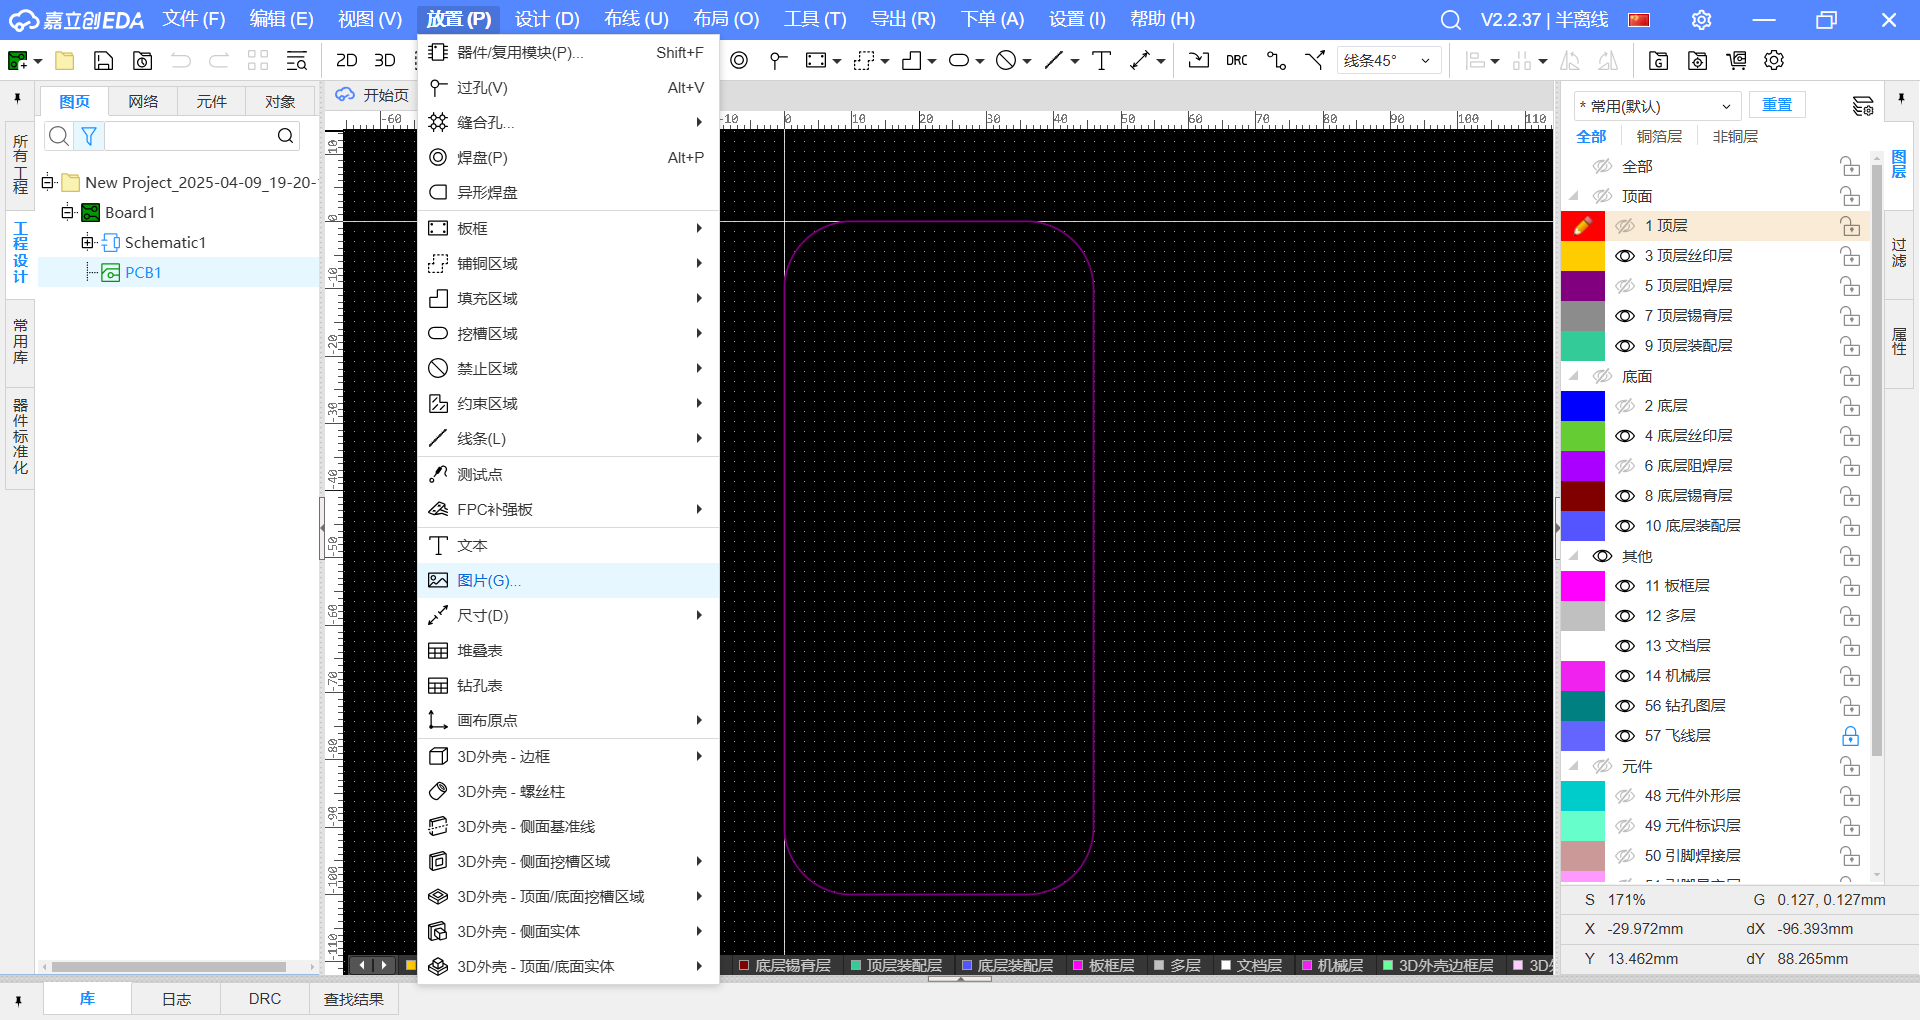 嘉立创EDA 文件 (F) 编辑 (E) 视图 (V) 放置 (P) 设计 (D) 布线 (U) 布局 (O) 工具 (T) 导出 (R) 下单 (A) 设置 (I) 帮助 (H) V2.2.37 | 半离线
2D 3D DRC 线条45°
图页 网络 元件 对象
开始页
所有工程
工程设计
常用库
器件标准化
New Project_2025-04-09_19-20-
Board1
Schematic1
PCB1
器件/复用模块(P)... Shift+F
过孔(V) Alt+V
缝合孔...
焊盘(P) Alt+P
异形焊盘
板框
铺铜区域
填充区域
挖槽区域
禁止区域
约束区域
线条(L)
测试点
FPC补强板
文本
图片(G)...
尺寸(D)
堆叠表
钻孔表
画布原点
3D外壳 - 边框
3D外壳 - 螺丝柱
3D外壳 - 侧面基准线
3D外壳 - 侧面挖槽区域
3D外壳 - 顶面/底面挖槽区域
3D外壳 - 侧面实体
3D外壳 - 顶面/底面实体
-60 -10 0 10 20 30 40 50 60 70 80 90 100 110
10
0
-10
-20
-30
-40
-50
-60
-70
-80
-90
-100
-110
* 常用(默认) 重置
全部 铜箔层 非铜层
全部
顶面
1 顶层
3 顶层丝印层
5 顶层阻焊层
7 顶层锡膏层
9 顶层装配层
底面
2 底层
4 底层丝印层
6 底层阻焊层
8 底层锡膏层
10 底层装配层
其他
11 板框层
12 多层
13 文档层
14 机械层
56 钻孔图层
57 飞线层
元件
48 元件外形层
49 元件标识层
50 引脚焊接层
图层
过滤
属性
S 171% G 0.127, 0.127mm
X -29.972mm dX -96.393mm
Y 13.462mm dY 88.265mm
底层锡膏层 顶层装配层 底层装配层 板框层 多层 文档层 机械层 3D外壳边框层 3D
库 日志 DRC 查找结果